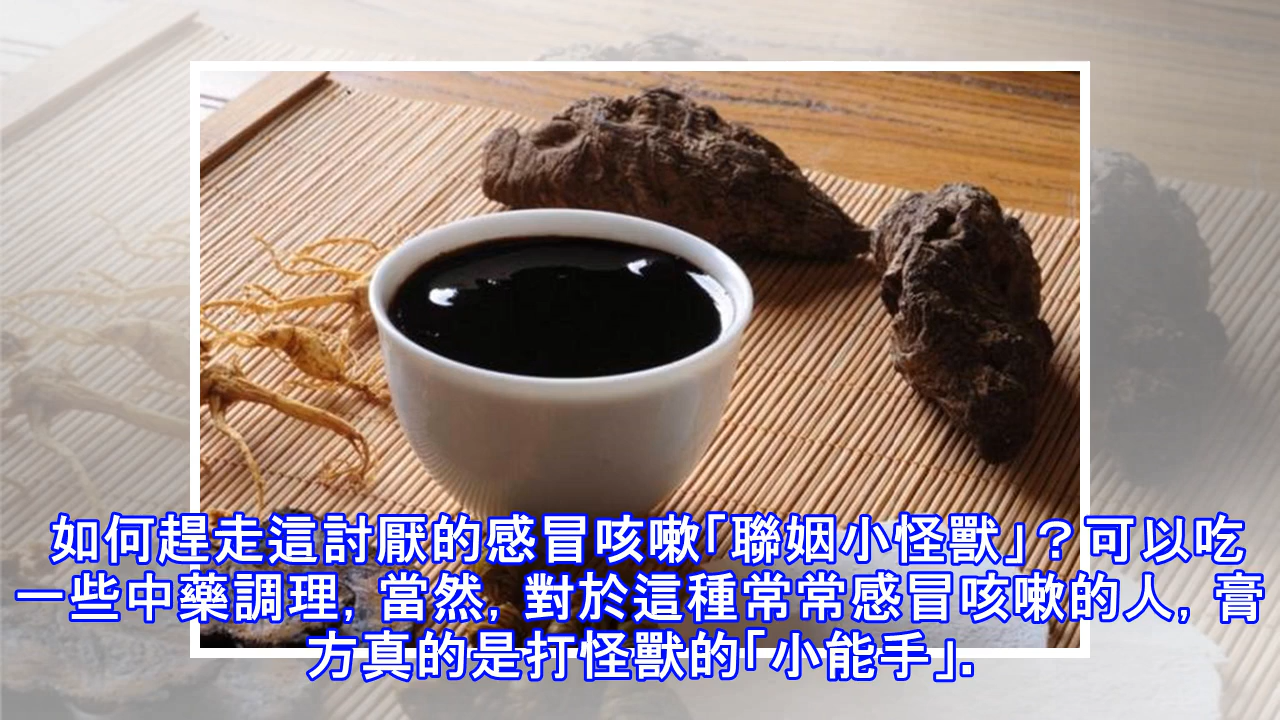 如何趕走這討厭的感冒咳嗽「聯姻小怪獸」？可以吃
一些中藥調理, 當然, 對於這種常常感冒咳嗽的人, 膏
方真的是打怪獸的「小能手」.